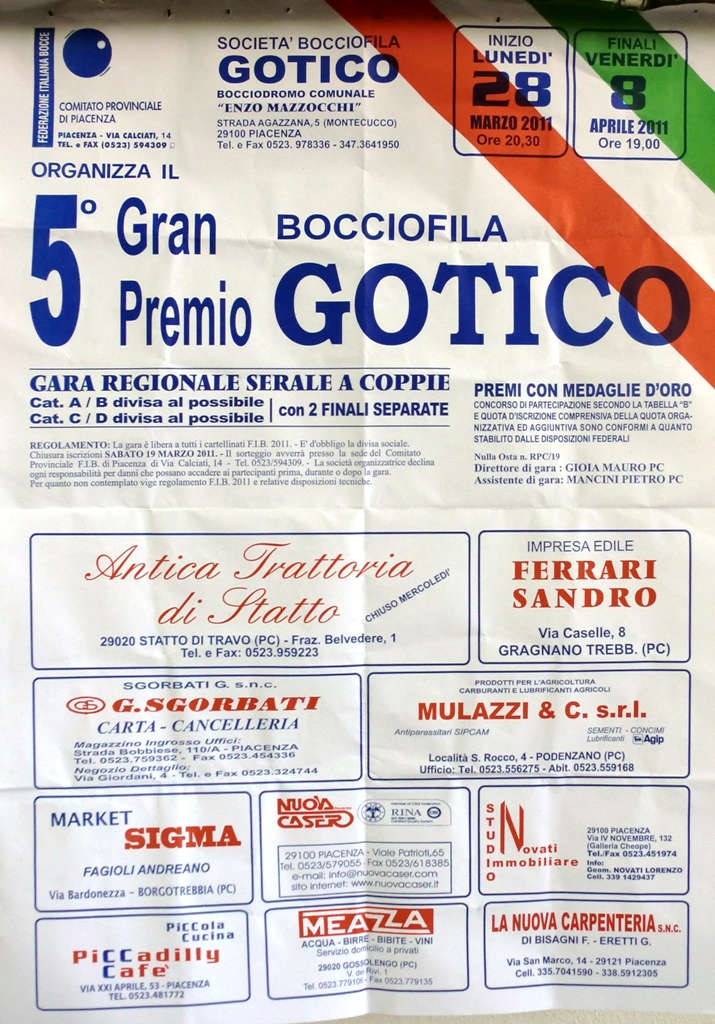 FEDERAZIONE ITALIANA BOCCE
COMITATO PROVINCIALE
DI PIACENZA
PIACENZA - VIA CALCIATI, 14
TEL. e FAX (0523) 594309
SOCIETA' BOCCIOFILA
GOTICO
BOCCIODROMO COMUNALE
"ENZO MAZZOCCHI"
STRADA AGAZZANA, 5 (MONTECUCCO)
29100 PIACENZA
Tel. e Fax 0523. 978336 - 347.3641950
INIZIO
LUNEDI'
28
MARZO 2011
Ore 20,30
FINALI
VENERDI'
8
APRILE 2011
Ore 19,00
ORGANIZZA IL
5° Gran Premio
BOCCIOFILA
GOTICO
GARA REGIONALE SERALE A COPPIE
Cat. A / B divisa al possibile
Cat. C / D divisa al possibile
con 2 FINALI SEPARATE
PREMI CON MEDAGLIE D'ORO
CONCORSO DI PARTECIPAZIONE SECONDO LA TABELLA "B"
E QUOTA D'ISCRIZIONE COMPRENSIVA DELLA QUOTA ORGA-
NIZZATIVA ED AGGIUNTIVA SONO CONFORMI A QUANTO
STABILITO DALLE DISPOSIZIONI FEDERALI
Nulla Osta n. RPC/19
Direttore di gara : GIOIA MAURO PC
Assistente di gara: MANCINI PIETRO PC
REGOLAMENTO: La gara è libera a tutti i cartellinati F.I.B. 2011. - E' d'obbligo la divisa sociale.
Chiusura iscrizioni SABATO 19 MARZO 2011. - Il sorteggio avverrà presso la sede del Comitato
Provinciale F.I.B. di Piacenza di Via Calciati, 14 - Tel. 0523/594309. - La società organizzatrice declina
ogni responsabilità per danni che possano accadere ai partecipanti prima, durante o dopo la gara.
Per quanto non contemplato vige regolamento F.I.B. 2011 e relative disposizioni tecniche.
Antica Trattoria
di Statto
CHIUSO MERCOLEDI'
29020 STATTO DI TRAVO (PC) - Fraz. Belvedere, 1
Tel. e Fax: 0523.959223
IMPRESA EDILE
FERRARI
SANDRO
Via Caselle, 8
GRAGNANO TREBB. (PC)
SGORBATI G. s.n.c.
GS G. SGORBATI
CARTA - CANCELLERIA
Magazzino Ingrosso Uffici:
Strada Bobbiese, 110/A - PIACENZA
Tel. 0523.759362 - Fax 0523.454336
Negozio Dettaglio:
Via Giordani, 4 - Tel. e Fax 0523.324744
PRODOTTI PER L'AGRICOLTURA
CARBURANTI E LUBRIFICANTI AGRICOLI
MULAZZI & C. s.r.l.
Antiparassitari SIPCAM
SEMENTI - CONCIMI
Lubrificanti Agip
Località S. Rocco, 4 - PODENZANO (PC)
Ufficio: Tel. 0523.556275 - Abit. 0523.559168
MARKET
SIGMA
FAGIOLI ANDREANO
Via Bardonezza - BORGOTREBBIA (PC)
NUOVA
CASER
RINA
29100 PIACENZA - Viale Patrioti,65
Tel. 0523/579055 - Fax 0523/618385
e-mail: info@nuovacaser.com
sito internet: www.nuovacaser.it
STUDIO
Novati
Immobiliare
29100 PIACENZA
Via IV NOVEMBRE, 132
(Galleria Cheope)
Tel./Fax 0523.451974
Info:
Geom. NOVATI LORENZO
Cell. 339 1429437
PiCCola
Cucina
PiCCadilly
Cafe'
VIA XXI APRILE, 53 - PIACENZA
TEL. 0523.481772
MEAZZA
ACQUA - BIRRE - BIBITE - VINI
Servizio domicilio a privati
29020 GOSSOLENGO (PC)
Rivi, 1
Fax 0523.779135
LA NUOVA CARPENTERIA S.N.C.
DI BISAGNI F. - ERETTI G.
Via San Marco, 14 - 29121 Piacenza
Cell. 335.7041590 - 338.5912305